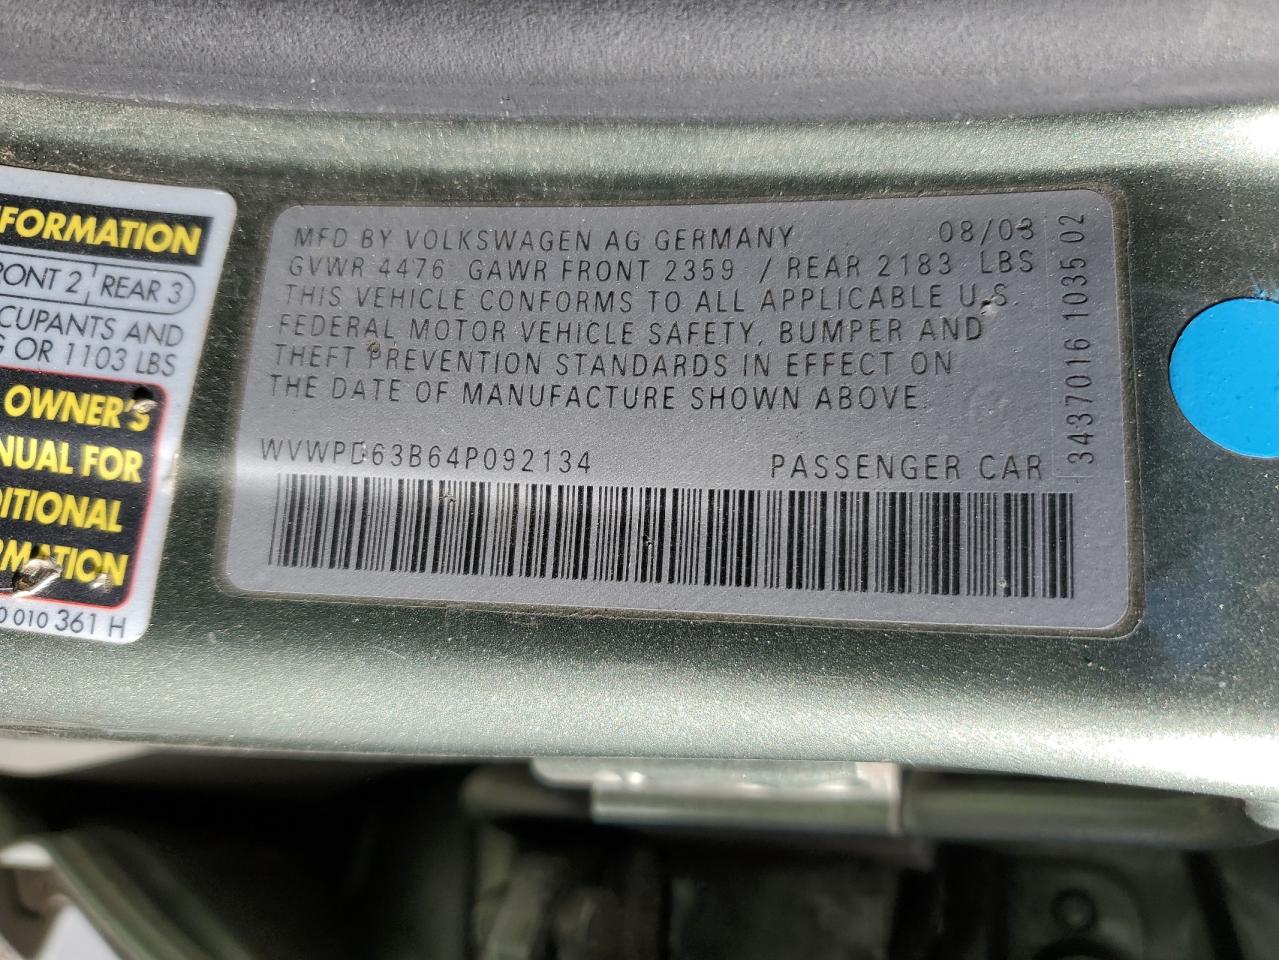 FORMATION
FRONT 2 REAR 3
CUPANTS AND
G OR 1103 LBS
OWNER'S
NUAL FOR
DITIONAL
RMATION
0 010 361 H
MFD BY VOLKSWAGEN AG GERMANY 08/03
GVWR 4476 GAWR FRONT 2359 / REAR 2183 LBS
THIS VEHICLE CONFORMS TO ALL APPLICABLE U.S.
FEDERAL MOTOR VEHICLE SAFETY, BUMPER AND
THEFT PREVENTION STANDARDS IN EFFECT ON
THE DATE OF MANUFACTURE SHOWN ABOVE.
WVWPD63B64P092134 PASSENGER CAR
3437016 1035 02